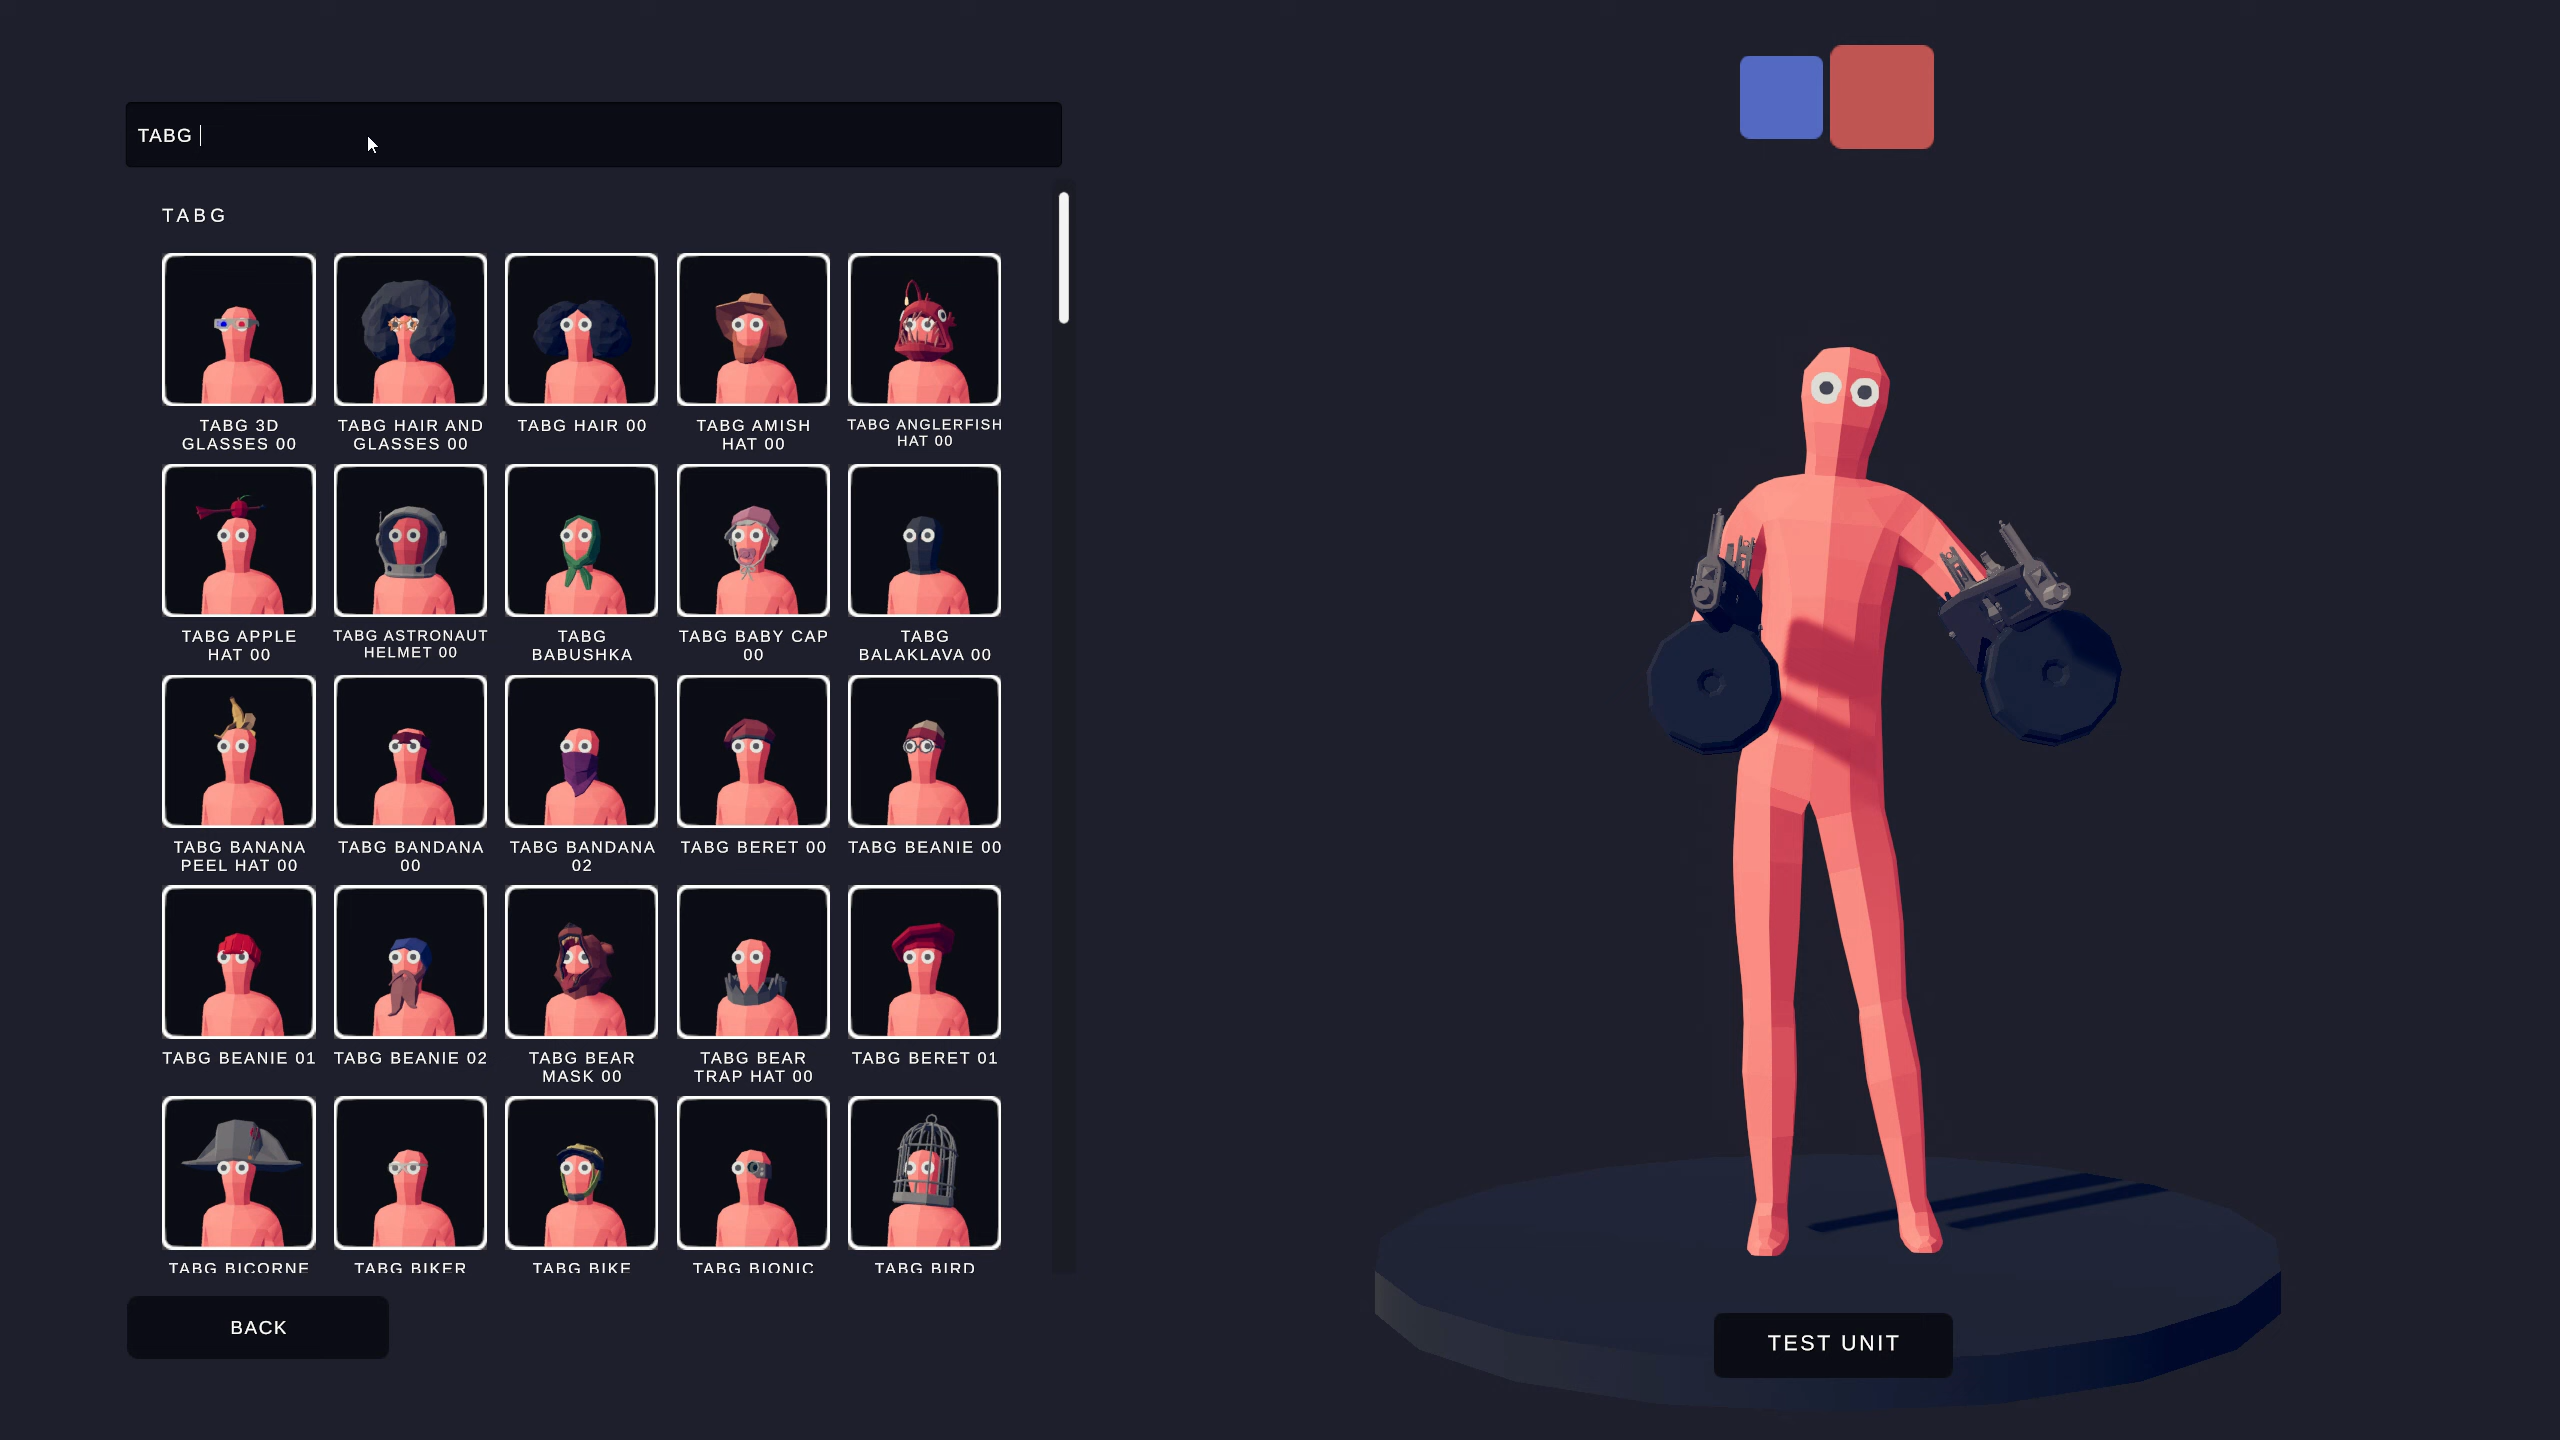 TABG
TABG
TABG 3D
GLASSES 00
TABG HAIR AND
GLASSES 00
TABG HAIR 00
TABG AMISH
HAT 00
TABG ANGLERFISH
HAT 00
TABG APPLE
HAT 00
TABG ASTRONAUT
HELMET 00
TABG
BABUSHKA
TABG BABY CAP
00
TABG
BALAKLAVA 00
TABG BANANA
PEEL HAT 00
TABG BANDANA
00
TABG BANDANA
02
TABG BERET 00
TABG BEANIE 00
TABG BEANIE 01
TABG BEANIE 02
TABG BEAR
MASK 00
TABG BEAR
TRAP HAT 00
TABG BERET 01
TABG BICORNE
TABG BIKER
TABG BIKE
TABG BIONIC
TABG BIRD
BACK
TEST UNIT